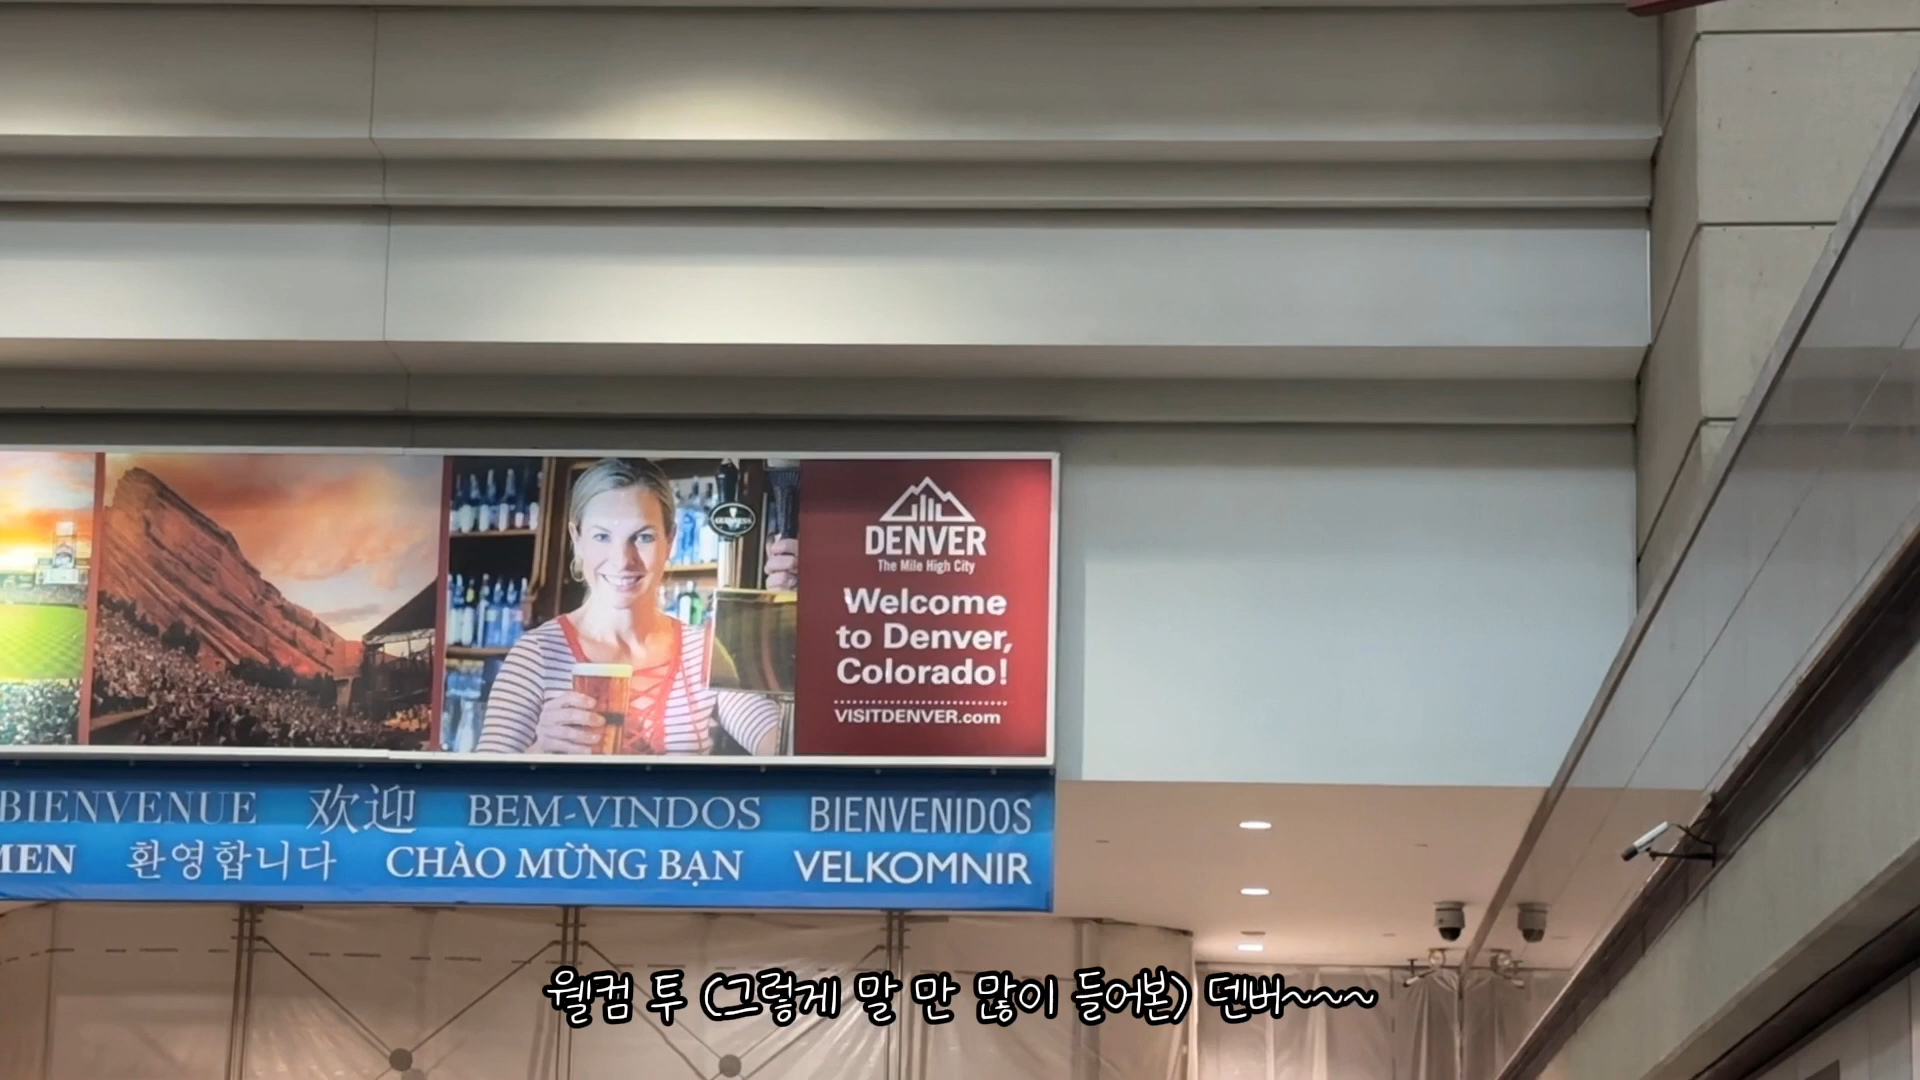 GUINNESS
DENVER
The Mile High City
Welcome
to Denver,
Colorado!
VISITDENVER.com
BIENVENUE 欢迎 BEM-VINDOS BIENVENIDOS
MEN 환영합니다 CHÀO MỪNG BẠN VELKOMNIR
웰컴 투 (그렇게 말 만 많이 들어본) 덴버~~~